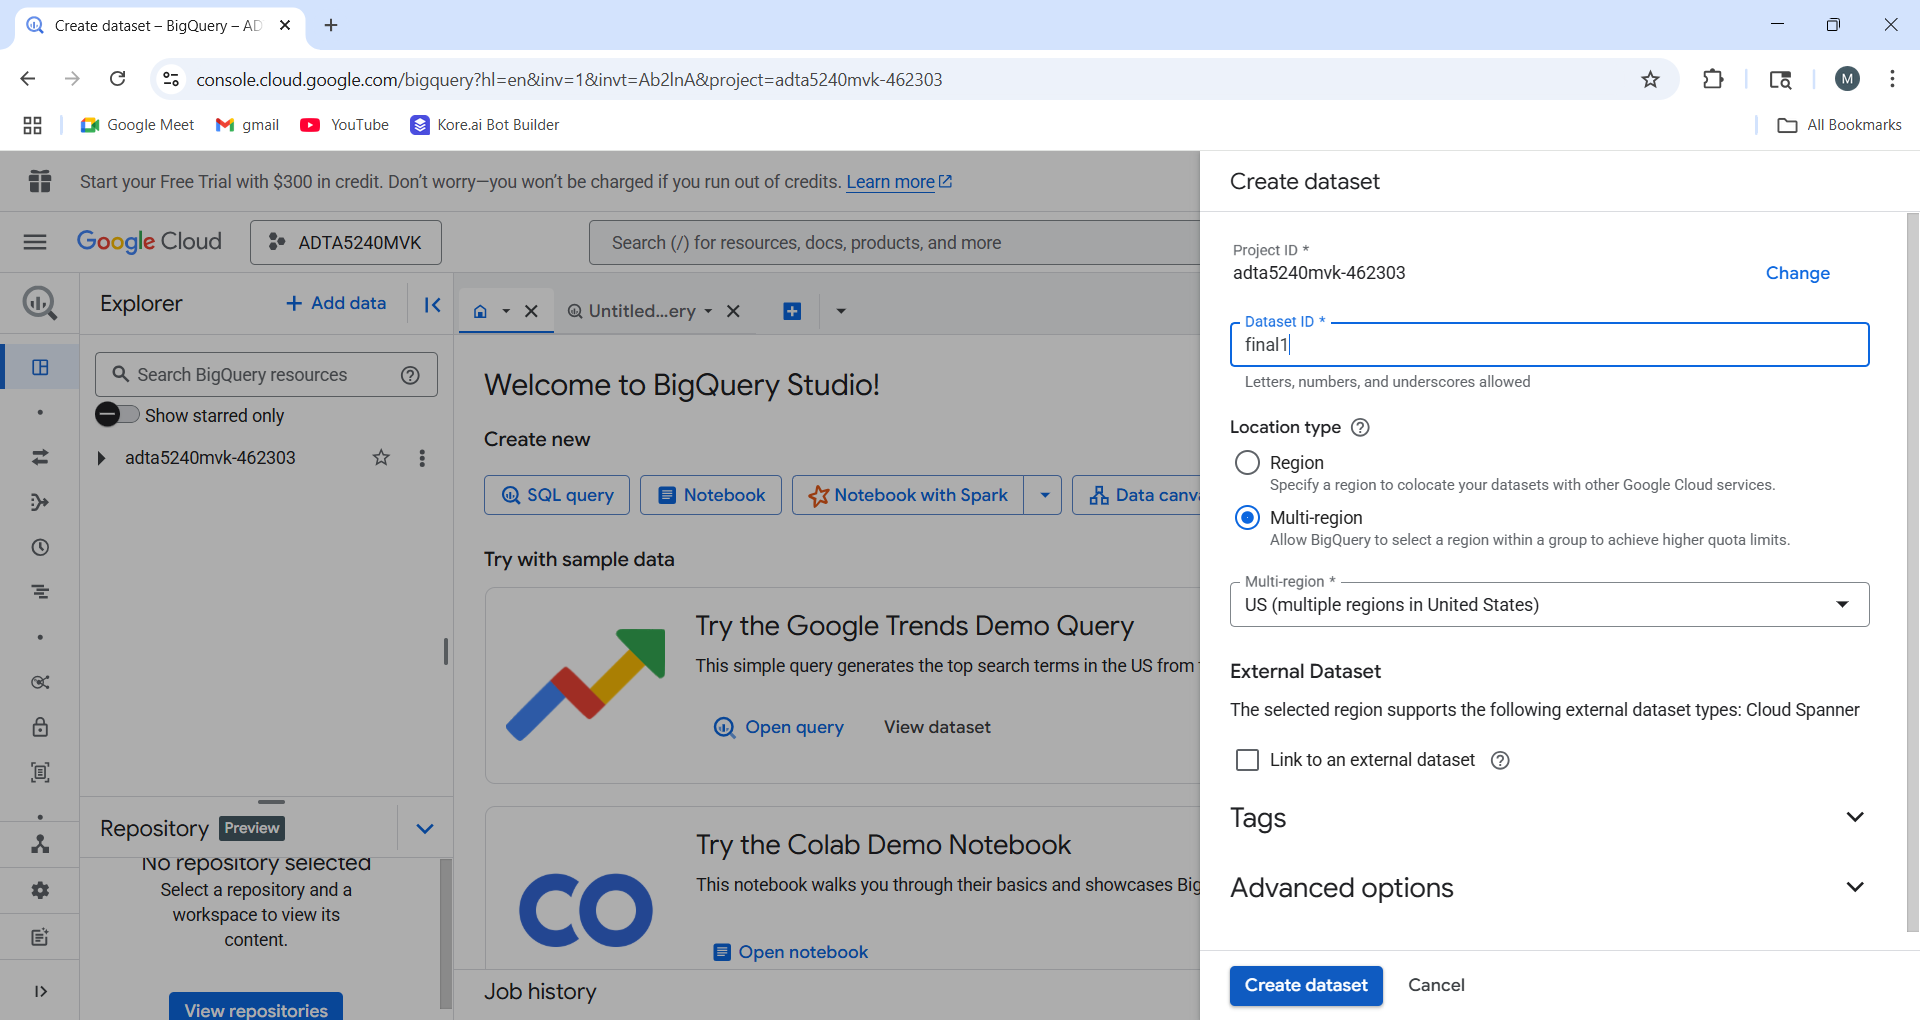 Create dataset – BigQuery – AD
console.cloud.google.com/bigquery?hl=en&inv=1&invt=Ab2lnA&project=adta5240mvk-462303
M
Google Meet
gmail
YouTube
Kore.ai Bot Builder
All Bookmarks
Start your Free Trial with $300 in credit. Don't worry—you won't be charged if you run out of credits. Learn more
Google Cloud
ADTA5240MVK
Search (/) for resources, docs, products, and more
Explorer
+ Add data
Search BigQuery resources
Show starred only
adta5240mvk-462303
Repository Preview
No repository selected
Select a repository and a
workspace to view its
content.
View repositories
Untitled...ery
Welcome to BigQuery Studio!
Create new
SQL query
Notebook
Notebook with Spark
Data canv
Try with sample data
Try the Google Trends Demo Query
This simple query generates the top search terms in the US from
Open query
View dataset
Try the Colab Demo Notebook
This notebook walks you through their basics and showcases Big
Open notebook
Job history
Create dataset
Project ID *
adta5240mvk-462303
Change
Dataset ID *
final1
Letters, numbers, and underscores allowed
Location type
Region
Specify a region to colocate your datasets with other Google Cloud services.
Multi-region
Allow BigQuery to select a region within a group to achieve higher quota limits.
Multi-region *
US (multiple regions in United States)
External Dataset
The selected region supports the following external dataset types: Cloud Spanner
Link to an external dataset
Tags
Advanced options
Create dataset
Cancel